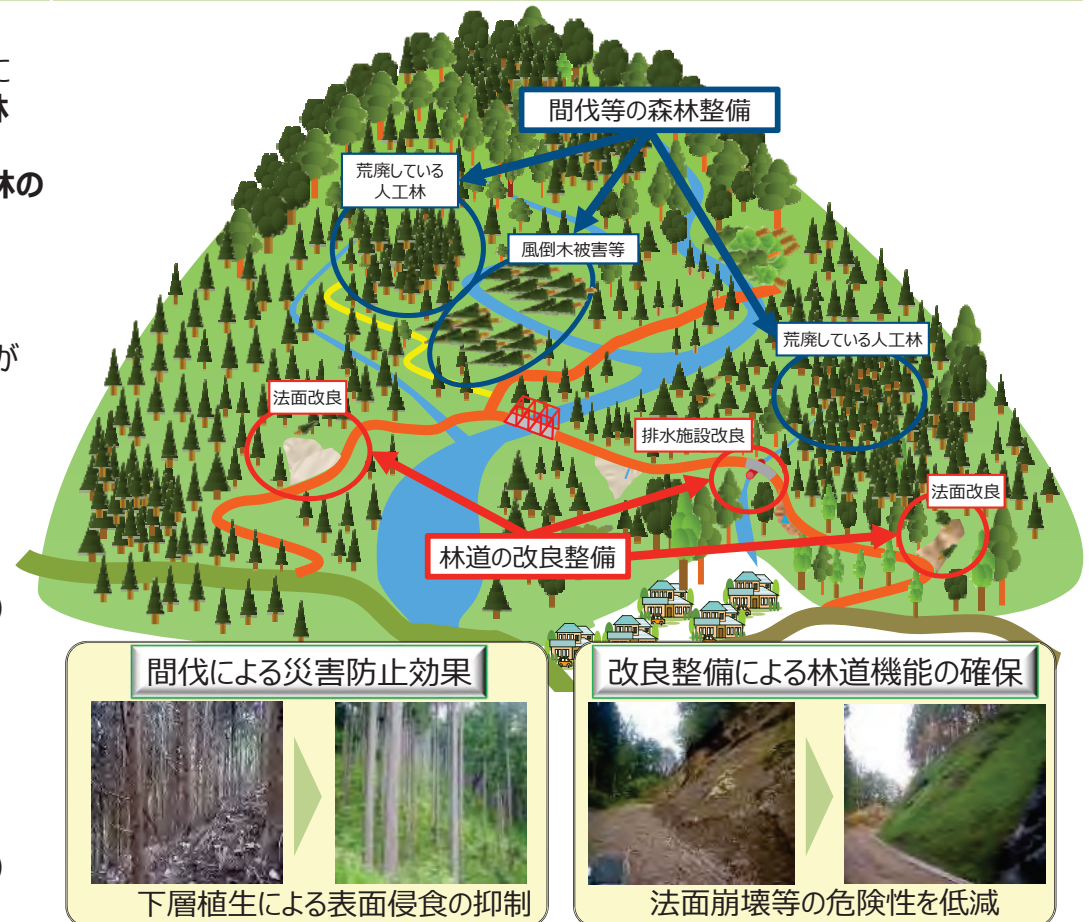 に
林
林の
が
)
)
間伐等の森林整備
荒廃している
人工林
風倒木被害等
荒廃している人工林
法面改良
排水施設改良
法面改良
林道の改良整備
間伐による災害防止効果
下層植生による表面侵食の抑制
改良整備による林道機能の確保
法面崩壊等の危険性を低減